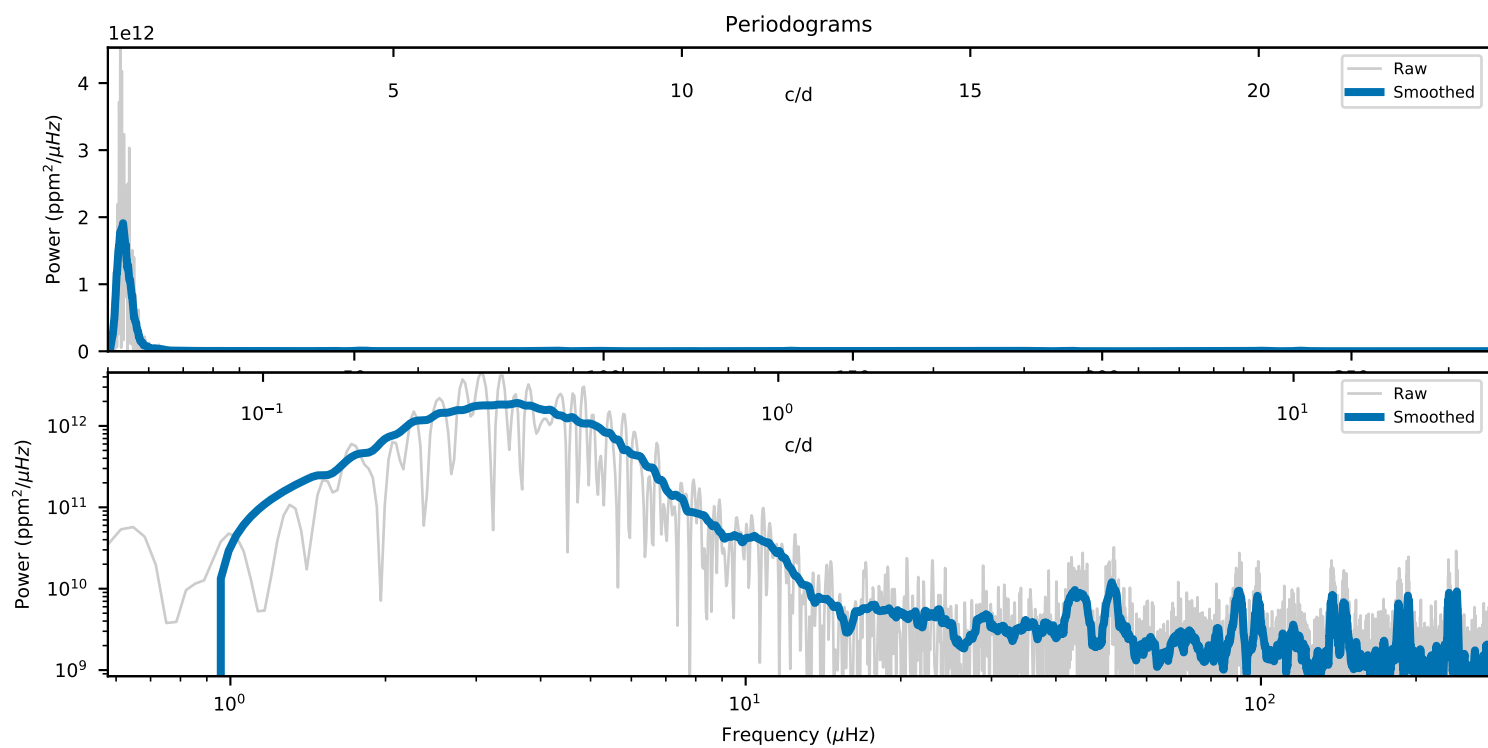 Periodograms
1e12
5 10 15 20
c/d
Raw
Smoothed
4
3
2
1
0
Power (ppm²/μHz)
10⁻¹ 10⁰ 10¹
c/d
Raw
Smoothed
10¹²
10¹¹
10¹⁰
10⁹
Power (ppm²/μHz)
10⁰ 10¹ 10²
Frequency (μHz)